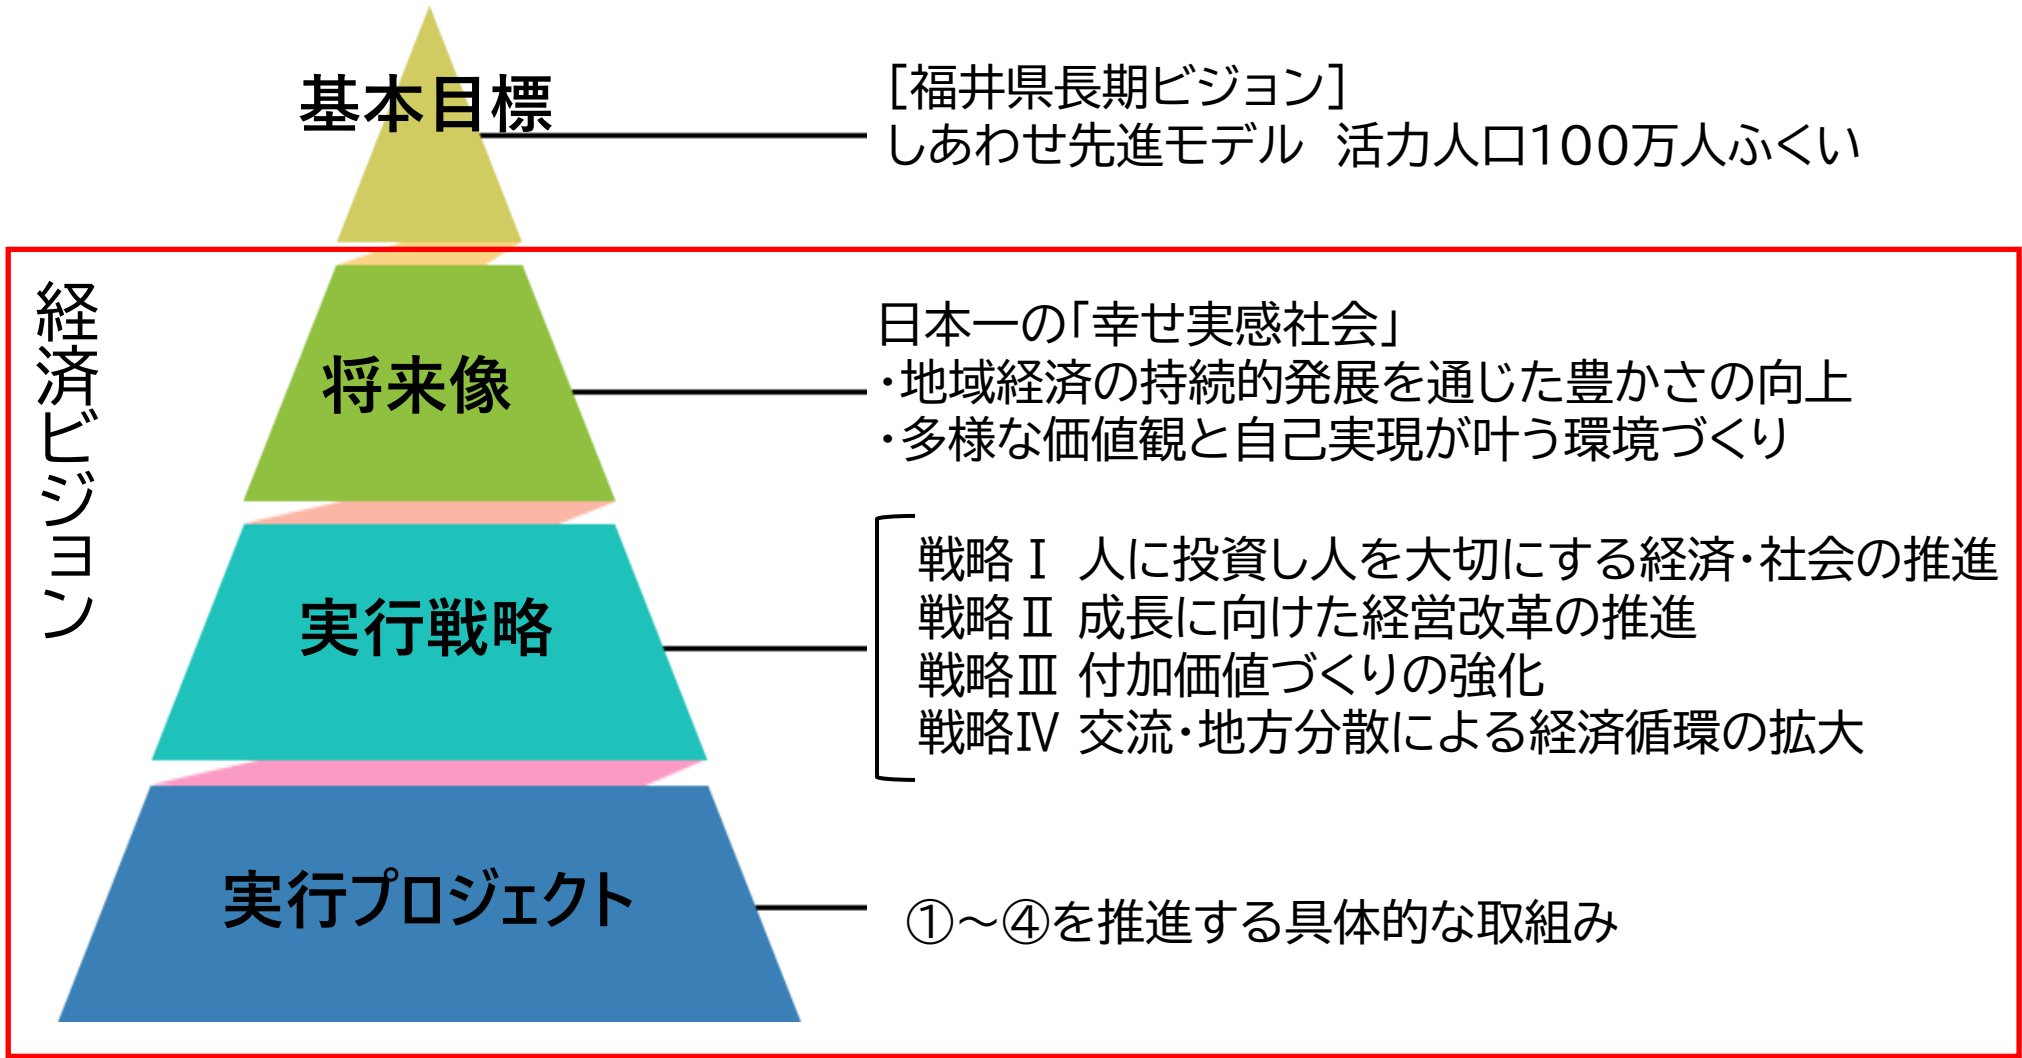 基本目標
［福井県長期ビジョン］
しあわせ先進モデル　活力人口100万人ふくい
経済ビジョン
将来像
日本一の「幸せ実感社会」
・地域経済の持続的発展を通じた豊かさの向上
・多様な価値観と自己実現が叶う環境づくり
実行戦略
戦略Ⅰ　人に投資し人を大切にする経済・社会の推進
戦略Ⅱ　成長に向けた経営改革の推進
戦略Ⅲ　付加価値づくりの強化
戦略Ⅳ　交流・地方分散による経済循環の拡大
実行プロジェクト
①～④を推進する具体的な取組み